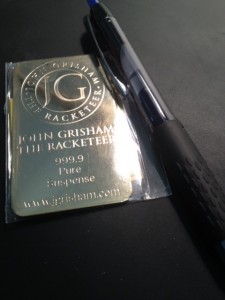 JOHN GRISHAM
JG
THE RACKETEER
JOHN GRISHAM
THE RACKETEER
999.9
Pure
Suspense
www.jgrisham.com